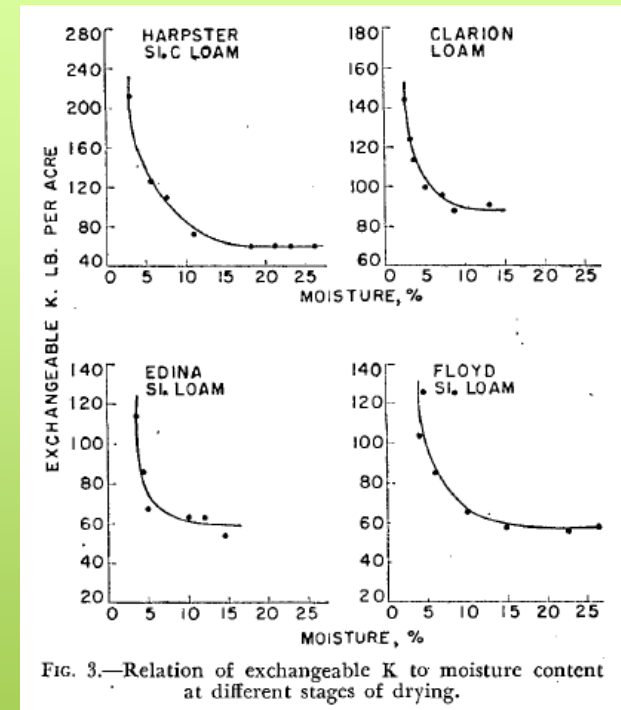 HARPSTER
SI.C LOAM
280
240
200
160
120
80
40
0 5 10 15 20 25
CLARION
LOAM
180
160
140
120
100
80
60
0 5 10 15 20 25
MOISTURE, %
EXCHANGEABLE K. LB. PER ACRE
EDINA
SI. LOAM
140
120
100
80
60
40
20
0 5 10 15 20 25
FLOYD
SI. LOAM
140
120
100
80
60
40
20
0 5 10 15 20 25
MOISTURE, %
FIG. 3.—Relation of exchangeable K to moisture content
at different stages of drying.